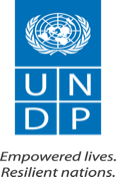 U N
D P
Empowered lives.
Resilient nations.